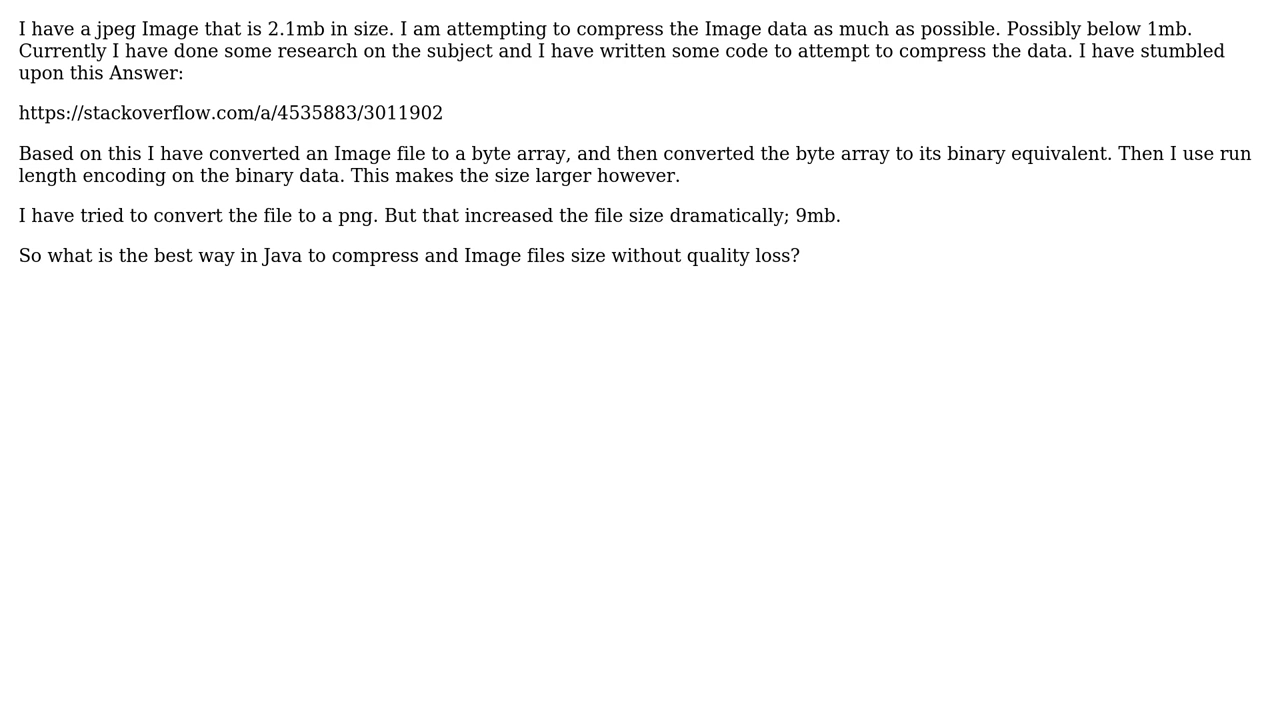 I have a jpeg Image that is 2.1mb in size. I am attempting to compress the Image data as much as possible. Possibly below 1mb.
Currently I have done some research on the subject and I have written some code to attempt to compress the data. I have stumbled
upon this Answer:
https://stackoverflow.com/a/4535883/3011902
Based on this I have converted an Image file to a byte array, and then converted the byte array to its binary equivalent. Then I use run
length encoding on the binary data. This makes the size larger however.
I have tried to convert the file to a png. But that increased the file size dramatically; 9mb.
So what is the best way in Java to compress and Image files size without quality loss?